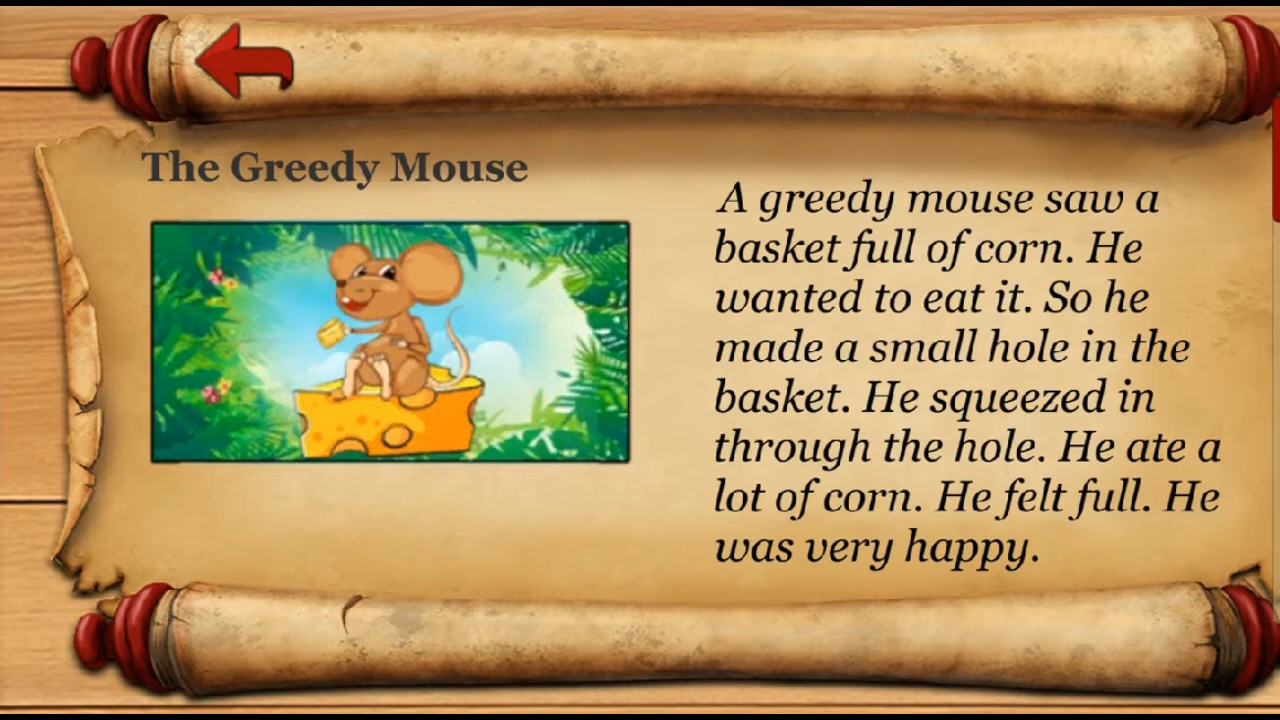 The Greedy Mouse
A greedy mouse saw a
basket full of corn. He
wanted to eat it. So he
made a small hole in the
basket. He squeezed in
through the hole. He ate a
lot of corn. He felt full. He
was very happy.